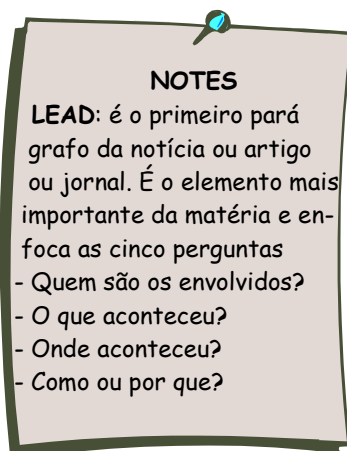 NOTES
LEAD: é o primeiro pará
grafo da notícia ou artigo
ou jornal. É o elemento mais
importante da matéria e en-
foca as cinco perguntas
- Quem são os envolvidos?
- O que aconteceu?
- Onde aconteceu?
- Como ou por que?